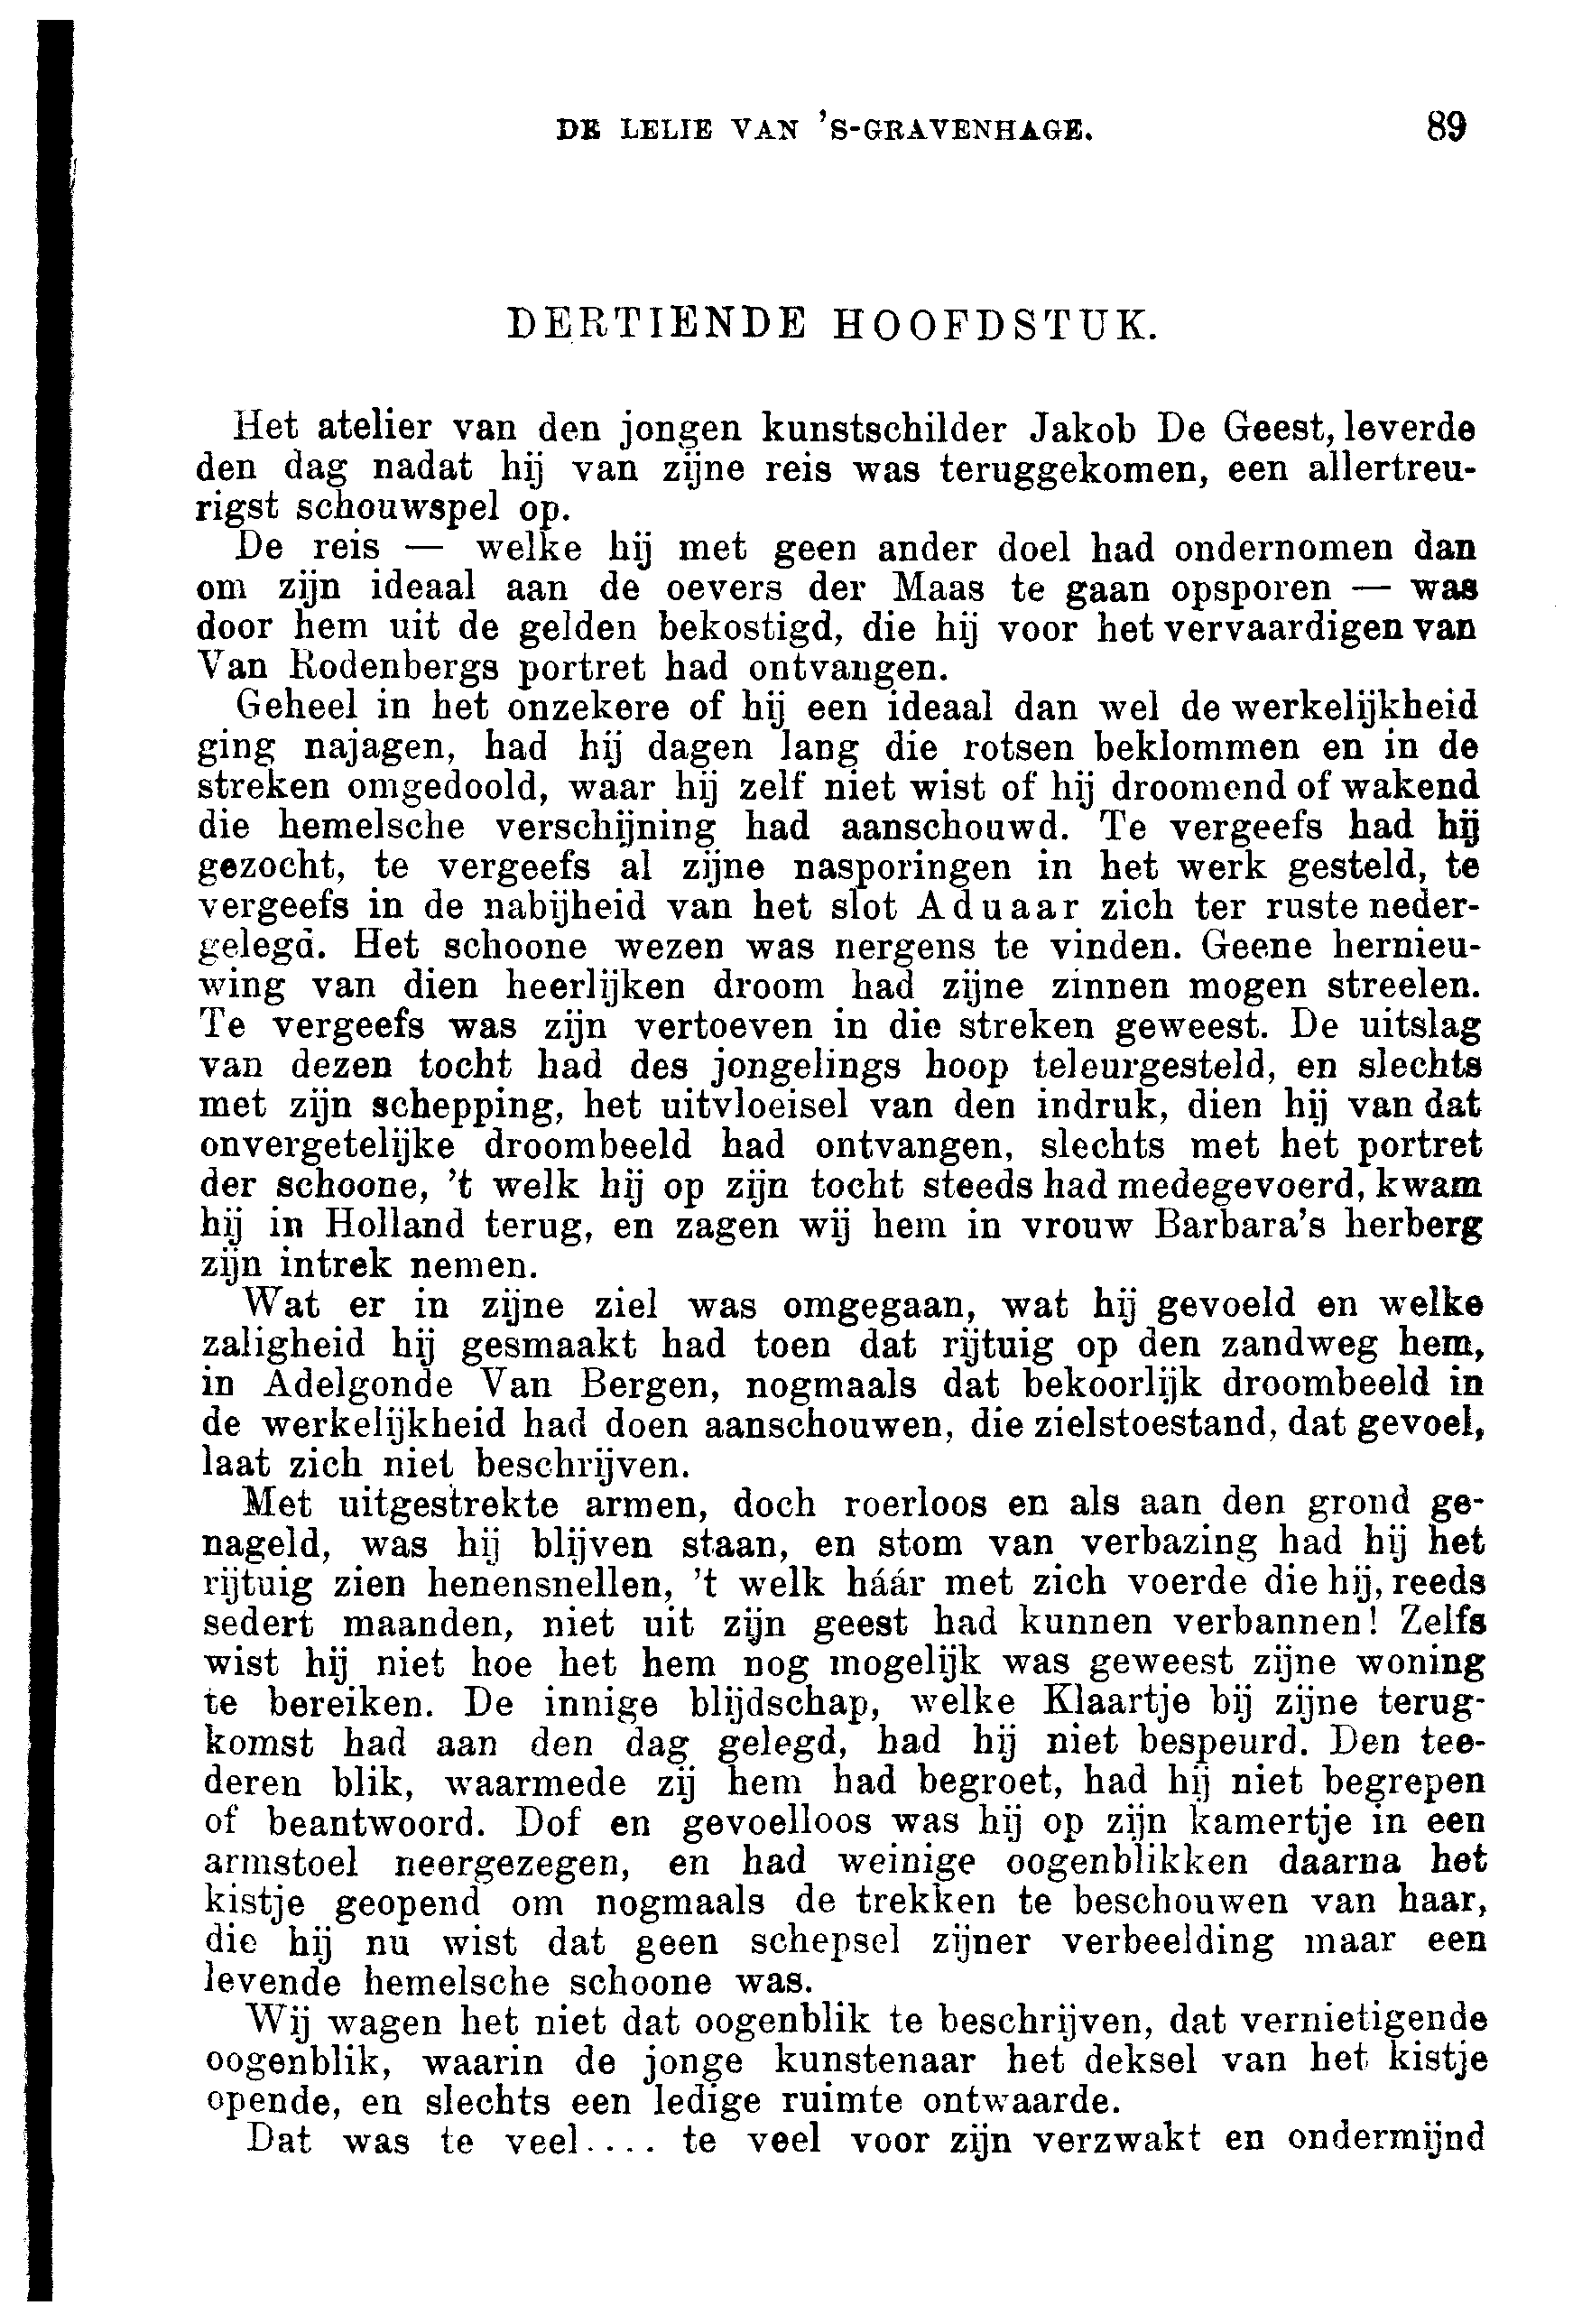 DE LELIE VAN 'S-GRAVENHAGE. 89
DERTIENDE HOOFDSTUK.
Het atelier van den jongen kunstschilder Jakob De Geest, leverde
den dag nadat hij van zijne reis was teruggekomen, een allertreu-
rigst schouwspel op.
De reis — welke hij met geen ander doel had ondernomen dan
om zijn ideaal aan de oevers der Maas te gaan opsporen — was
door hem uit de gelden bekostigd, die hij voor het vervaardigen van
Van Rodenbergs portret had ontvangen.
Geheel in het onzekere of hij een ideaal dan wel de werkelijkheid
ging najagen, had hij dagen lang die rotsen beklommen en in de
streken omgedoold, waar hij zelf niet wist of hij droomend of wakend
die hemelsche verschijning had aanschouwd. Te vergeefs had hij
gezocht, te vergeefs al zijne nasporingen in het werk gesteld, te
vergeefs in de nabijheid van het slot Aduaar zich ter ruste neder-
gelegd. Het schoone wezen was nergens te vinden. Geene hernieu-
wing van dien heerlijken droom had zijne zinnen mogen streelen.
Te vergeefs was zijn vertoeven in die streken geweest. De uitslag
van dezen tocht had des jongelings hoop teleurgesteld, en slechts
met zijn schepping, het uitvloeisel van den indruk, dien hij van dat
onvergetelijke droombeeld had ontvangen, slechts met het portret
der schoone, 't welk hij op zijn tocht steeds had medegevoerd, kwam
hij in Holland terug, en zagen wij hem in vrouw Barbara's herberg
zijn intrek nemen.
Wat er in zijne ziel was omgegaan, wat hij gevoeld en welke
zaligheid hij gesmaakt had toen dat rijtuig op den zandweg hem,
in Adelgonde Van Bergen, nogmaals dat bekoorlijk droombeeld in
de werkelijkheid had doen aanschouwen, die zielstoestand, dat gevoel,
laat zich niet beschrijven.
Met uitgestrekte armen, doch roerloos en als aan den grond ge-
nageld, was hij blijven staan, en stom van verbazing had hij het
rijtuig zien henensnellen, 't welk háár met zich voerde die hij, reeds
sedert maanden, niet uit zijn geest had kunnen verbannen! Zelfs
wist hij niet hoe het hem nog mogelijk was geweest zijne woning
te bereiken. De innige blijdschap, welke Klaartje bij zijne terug-
komst had aan den dag gelegd, had hij niet bespeurd. Den tee-
deren blik, waarmede zij hem had begroet, had hij niet begrepen
of beantwoord. Dof en gevoelloos was hij op zijn kamertje in een
armstoel neergezegen, en had weinige oogenblikken daarna het
kistje geopend om nogmaals de trekken te beschouwen van haar,
die hij nu wist dat geen schepsel zijner verbeelding maar een
levende hemelsche schoone was.
Wij wagen het niet dat oogenblik te beschrijven, dat vernietigende
oogenblik, waarin de jonge kunstenaar het deksel van het kistje
opende, en slechts een ledige ruimte ontwaarde.
Dat was te veel.... te veel voor zijn verzwakt en ondermijnd